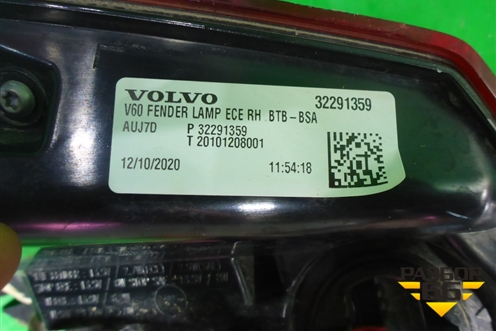 VOLVO 32291359
V60 FENDER LAMP ECE RH BTB-BSA
AUJ7D P 32291359
T 20101208001
12/10/2020 11:54:18
РАЗБОР